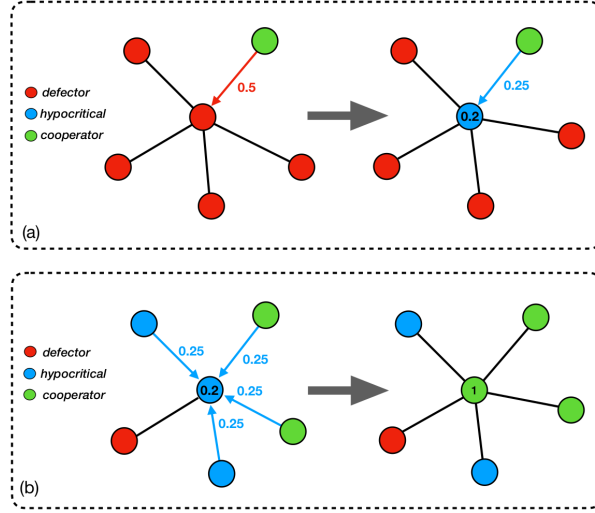 defector
hypocritical
cooperator
0.5
0.25
0.2
(a)
defector
hypocritical
cooperator
0.25
0.25
0.2
0.25
0.25
1
(b)